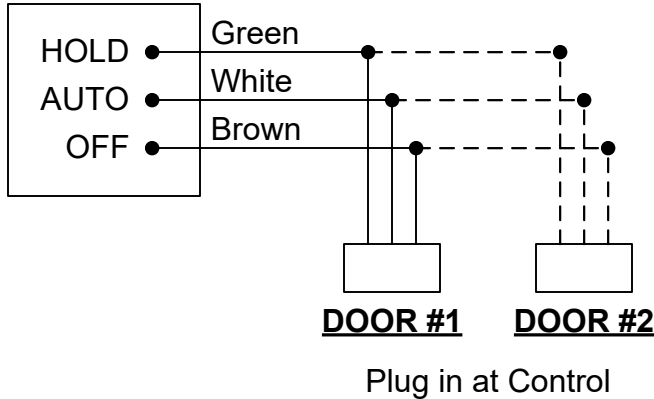 HOLD Green
AUTO White
OFF Brown
DOOR #1 DOOR #2
Plug in at Control